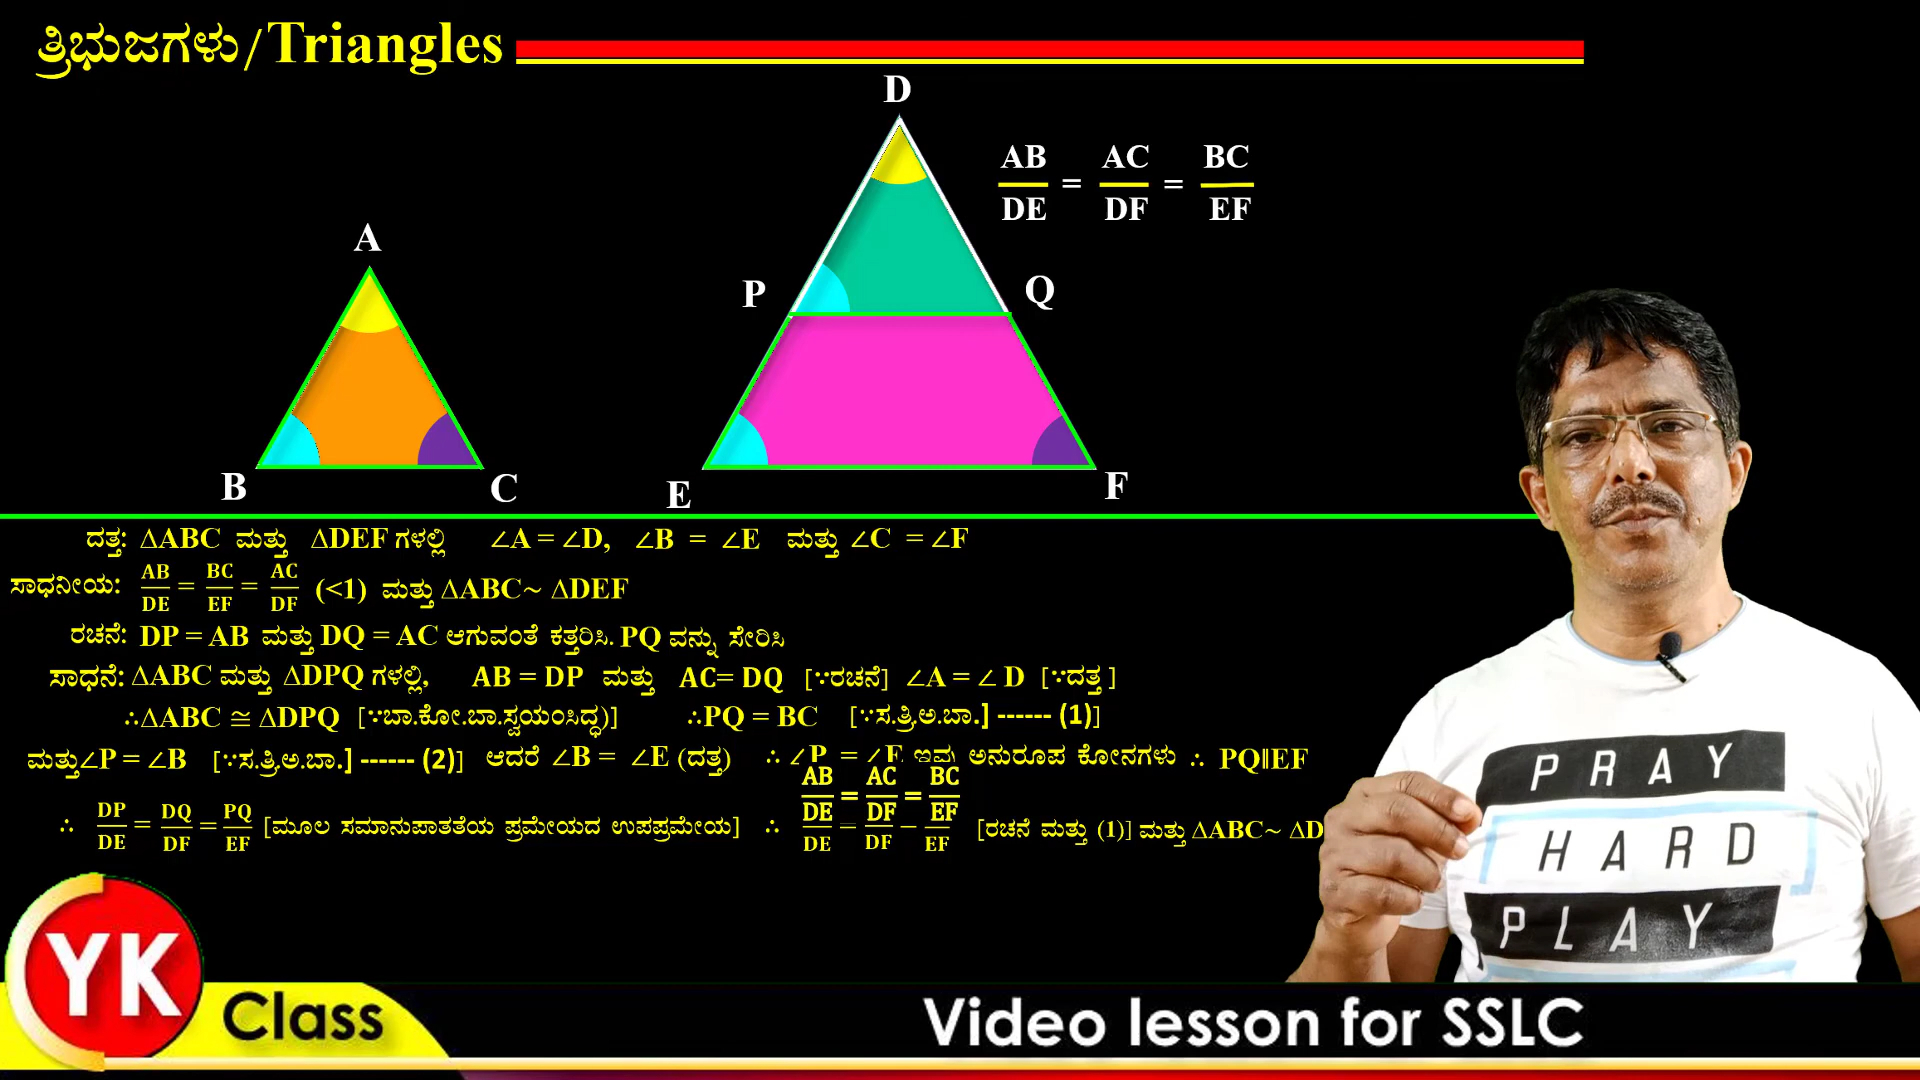 ತ್ರಿಭುಜಗಳು/Triangles
D
AB/DE = AC/DF = BC/EF
A
P
Q
B
C
E
F
ದತ್ತ: ΔABC ಮತ್ತು ΔDEF ಗಳಲ್ಲಿ ∠A = ∠D, ∠B = ∠E ಮತ್ತು ∠C = ∠F
ಸಾಧನೀಯ: AB/DE = BC/EF = AC/DF (<1) ಮತ್ತು ΔABC~ ΔDEF
ರಚನೆ: DP = AB ಮತ್ತು DQ = AC ಆಗುವಂತೆ ಕತ್ತರಿಸಿ. PQ ವನ್ನು ಸೇರಿಸಿ
ಸಾಧನೆ: ΔABC ಮತ್ತು ΔDPQ ಗಳಲ್ಲಿ, AB = DP ಮತ್ತು AC= DQ [∵ರಚನೆ] ∠A = ∠ D [∵ದತ್ತ ]
∴ΔABC ≅ ΔDPQ [∵ಬಾ.ಕೋ.ಬಾ.ಸ್ವಯಂಸಿದ್ಧ)] ∴PQ = BC [∵ಸ.ತ್ರಿ.ಅ.ಬಾ.] ------ (1)]
ಮತ್ತು∠P = ∠B [∵ಸ.ತ್ರಿ.ಅ.ಬಾ.] ------ (2)] ಆದರೆ ∠B = ∠E (ದತ್ತ) ∴ ∠P = ∠E ಇವು ಅನುರೂಪ ಕೋನಗಳು ∴ PQ∥EF
AB/DE = AC/DF = BC/EF
∴ DP/DE = DQ/DF = PQ/EF [ಮೂಲ ಸಮಾನುಪಾತತೆಯ ಪ್ರಮೇಯದ ಉಪಪ್ರಮೇಯ] ∴ DE = DF = EF [ರಚನೆ ಮತ್ತು (1)] ಮತ್ತು ΔABC~ ΔD
PRAY
HARD
PLAY
YK Class
Video lesson for SSLC